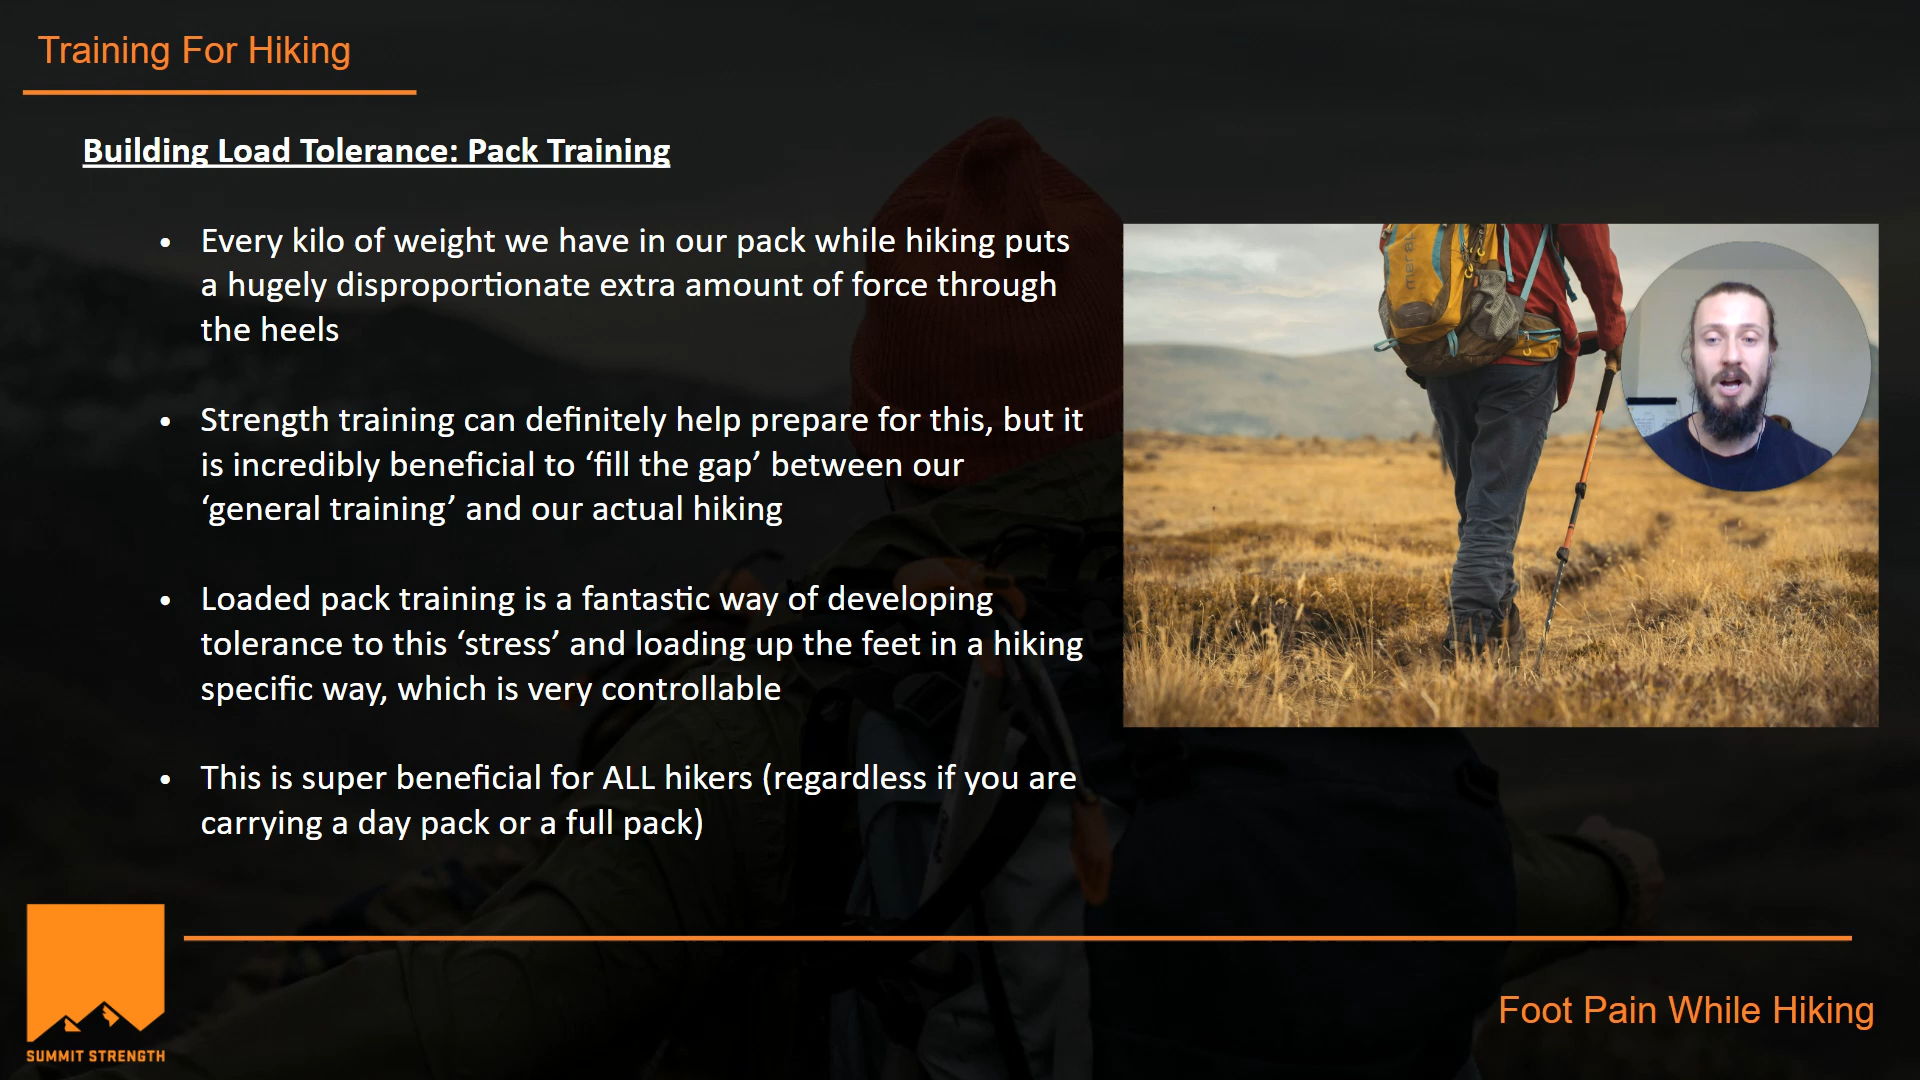 Training For Hiking
Building Load Tolerance: Pack Training
• Every kilo of weight we have in our pack while hiking puts
a hugely disproportionate extra amount of force through
the heels
• Strength training can definitely help prepare for this, but it
is incredibly beneficial to ‘fill the gap’ between our
‘general training’ and our actual hiking
• Loaded pack training is a fantastic way of developing
tolerance to this ‘stress’ and loading up the feet in a hiking
specific way, which is very controllable
• This is super beneficial for ALL hikers (regardless if you are
carrying a day pack or a full pack)
SUMMIT STRENGTH
Foot Pain While Hiking